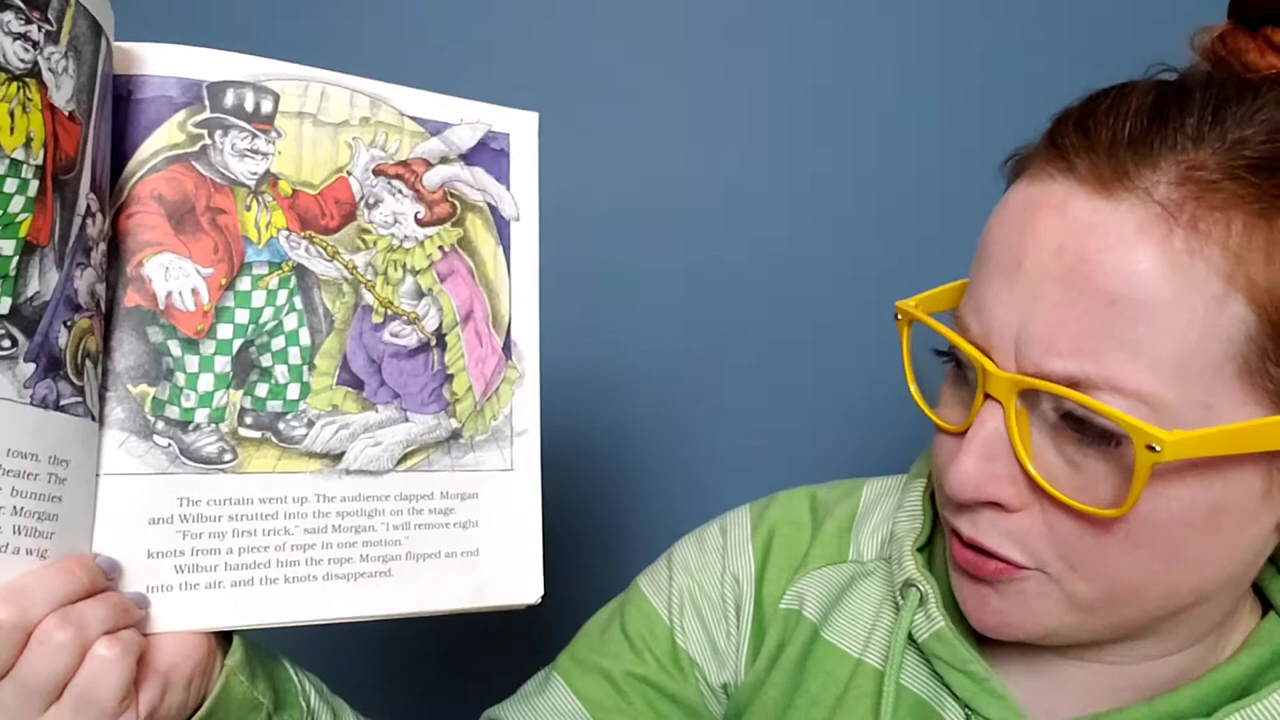 town, they
heater. The
bunnies
r. Morgan
Wilbur
d a wig.
The curtain went up. The audience clapped. Morgan
and Wilbur strutted into the spotlight on the stage.
"For my first trick," said Morgan, "I will remove eight
knots from a piece of rope in one motion."
Wilbur handed him the rope. Morgan flipped an end
into the air, and the knots disappeared.